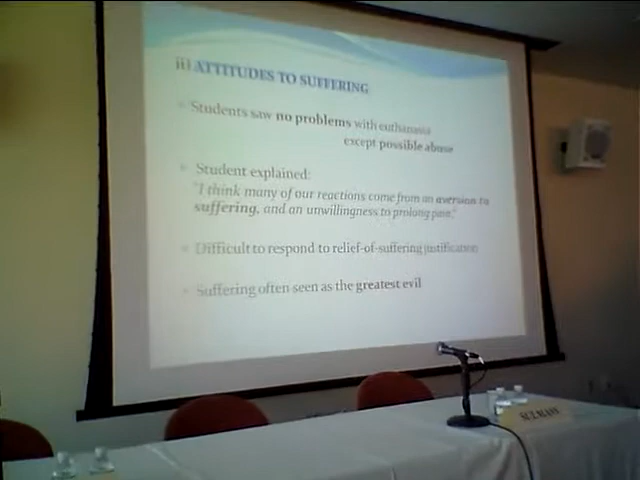 iii ATTITUDES TO SUFFERING
Students saw no problems with euthanasia
except possible abuse
Student explained:
"I think many of our reactions come from an aversion to
suffering, and an unwillingness to prolong pain."
Difficult to respond to relief-of-suffering justification
Suffering often seen as the greatest evil